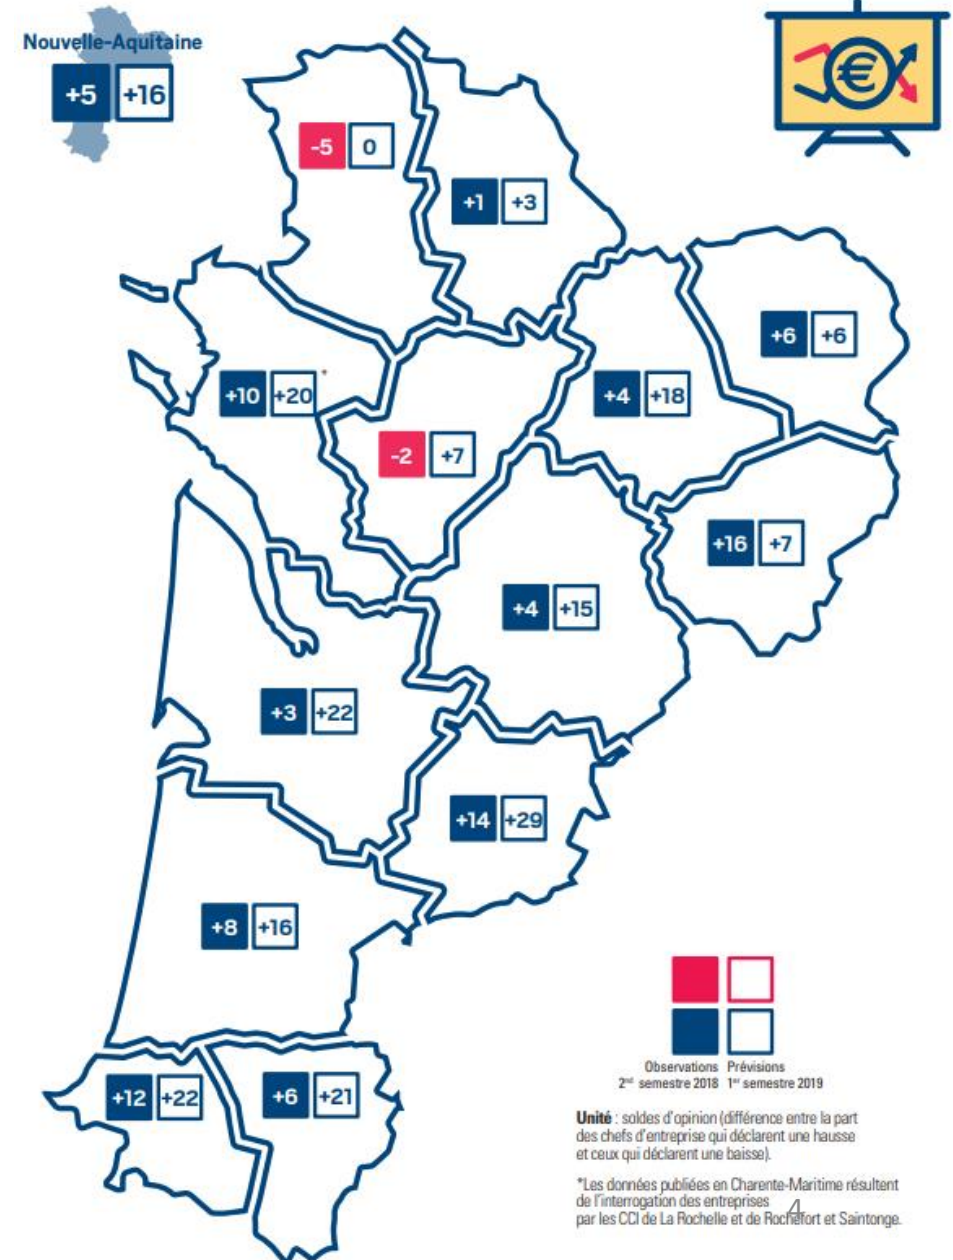 Nouvelle-Aquitaine
+5 +16
€
-5 0
+1 +3
+6 +6
+10 +20 *
+4 +18
-2 +7
+16 +7
+4 +15
+3 +22
+14 +29
+8 +16
+12 +22
+6 +21
Observations Prévisions
2nd semestre 2018 1er semestre 2019
Unité : soldes d'opinion (différence entre la part
des chefs d'entreprise qui déclarent une hausse
et ceux qui déclarent une baisse).
*Les données publiées en Charente-Maritime résultent
de l'interrogation des entreprises
par les CCI de La Rochelle et de Rochefort et Saintonge.
4